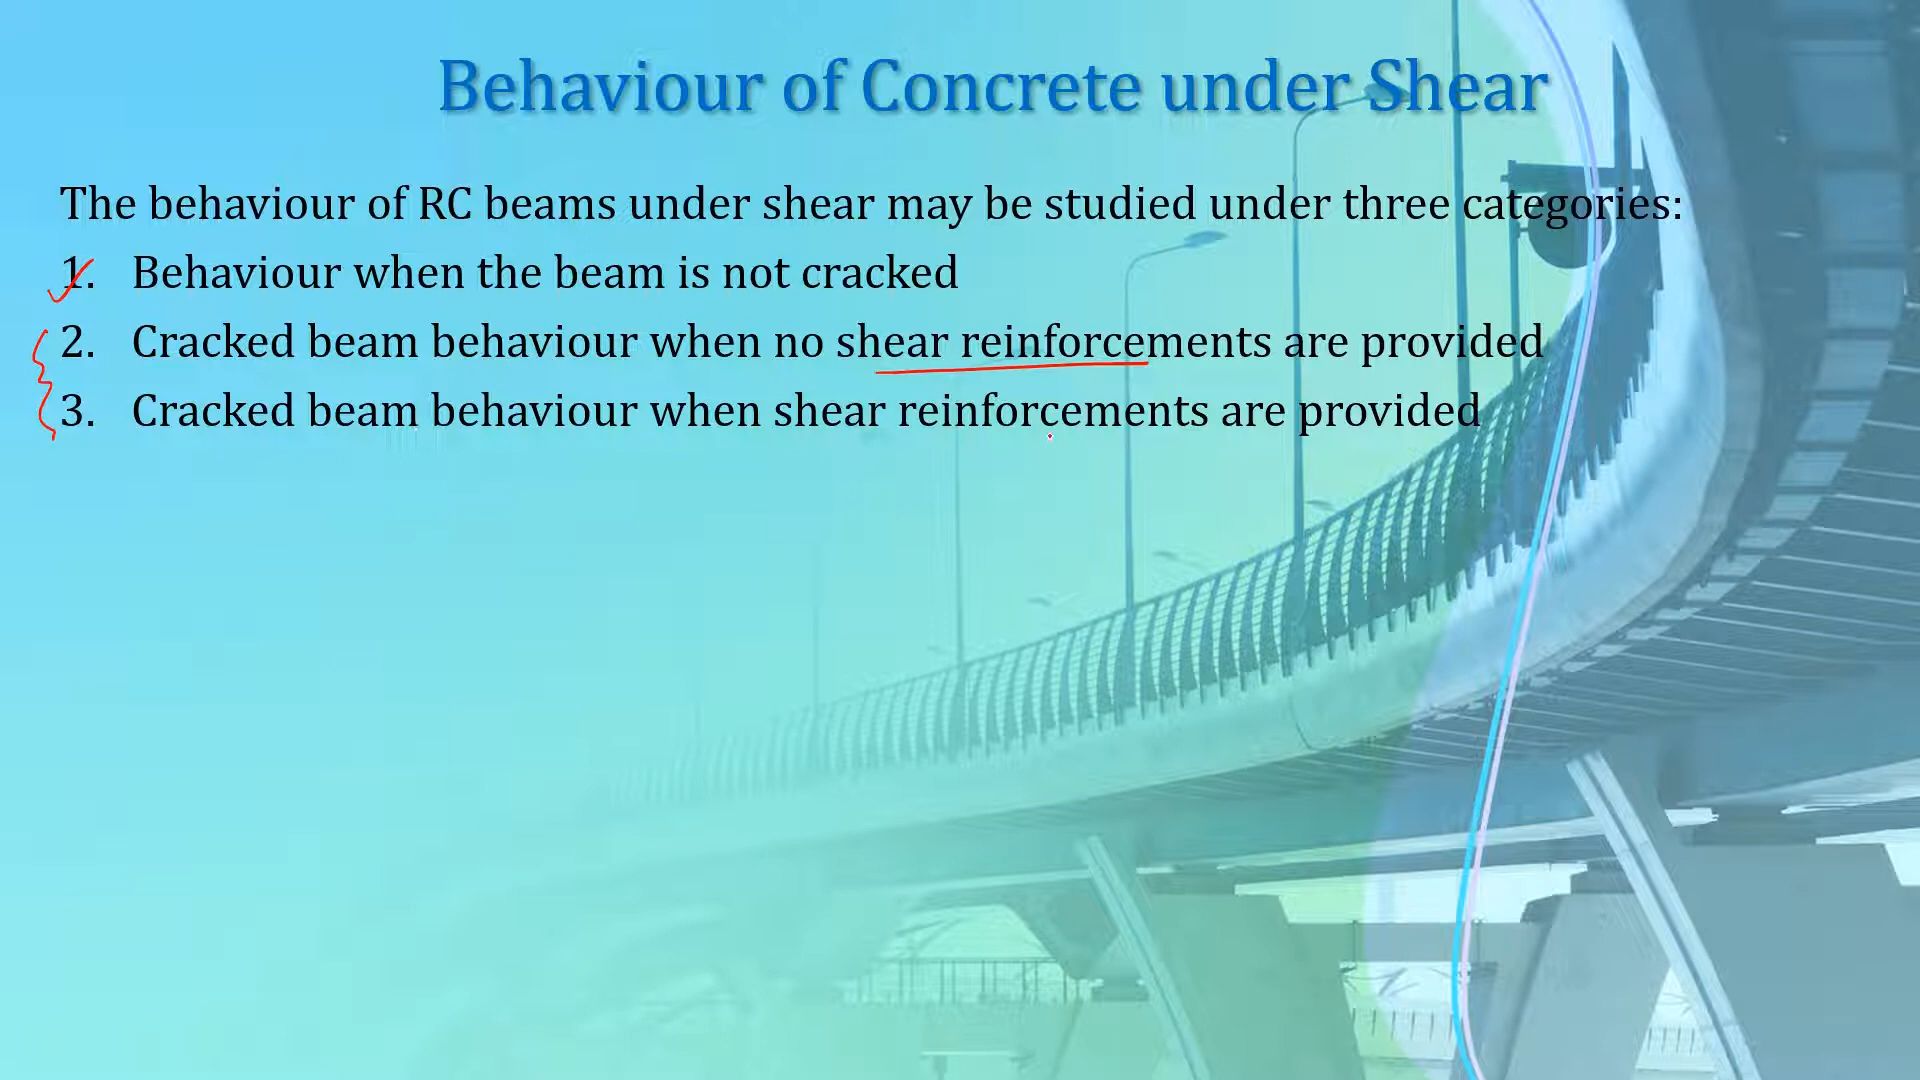 Behaviour of Concrete under Shear
The behaviour of RC beams under shear may be studied under three categories:
1. Behaviour when the beam is not cracked
2. Cracked beam behaviour when no shear reinforcements are provided
3. Cracked beam behaviour when shear reinforcements are provided